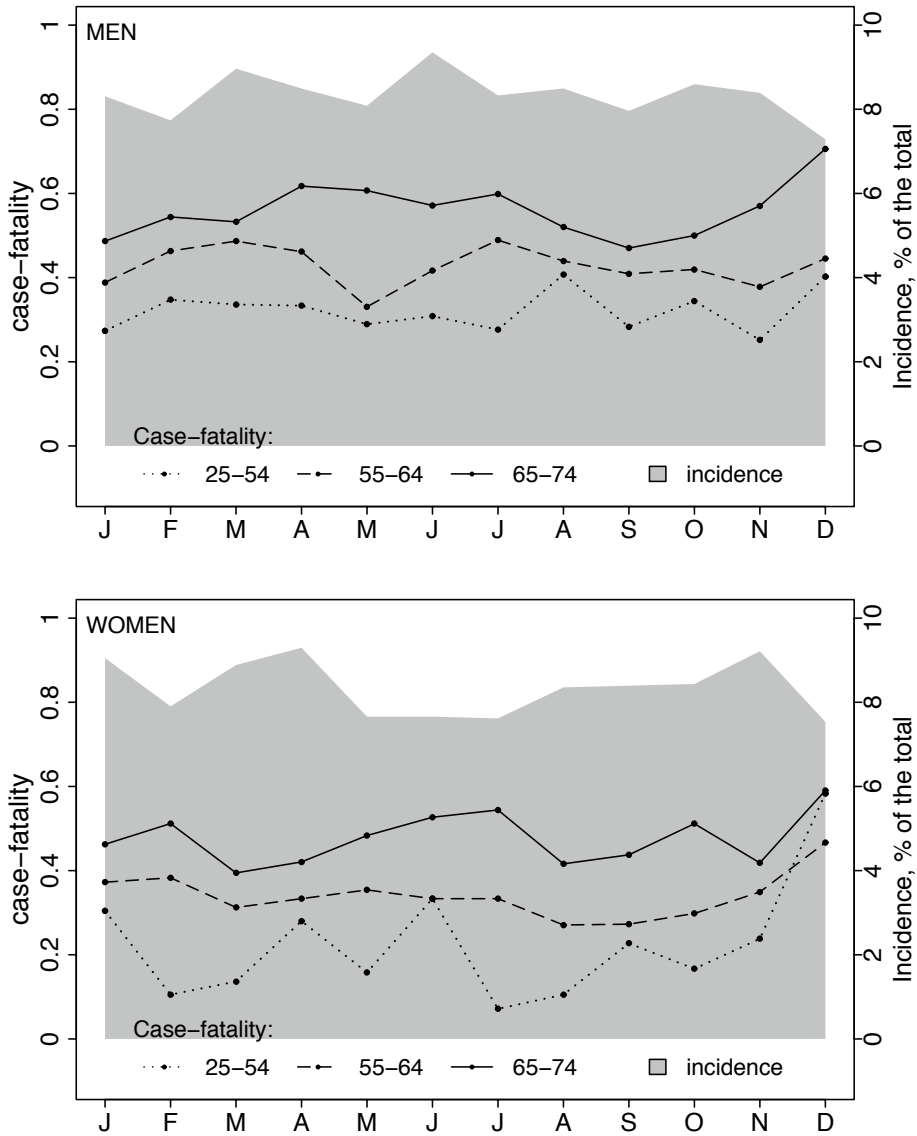 MEN
case–fatality
0 0.2 0.4 0.6 0.8 1
Incidence, % of the total
0 2 4 6 8 10
Case–fatality:
25–54 55–64 65–74 incidence
J F M A M J J A S O N D
WOMEN
case–fatality
0 0.2 0.4 0.6 0.8 1
Incidence, % of the total
0 2 4 6 8 10
Case–fatality:
25–54 55–64 65–74 incidence
J F M A M J J A S O N D